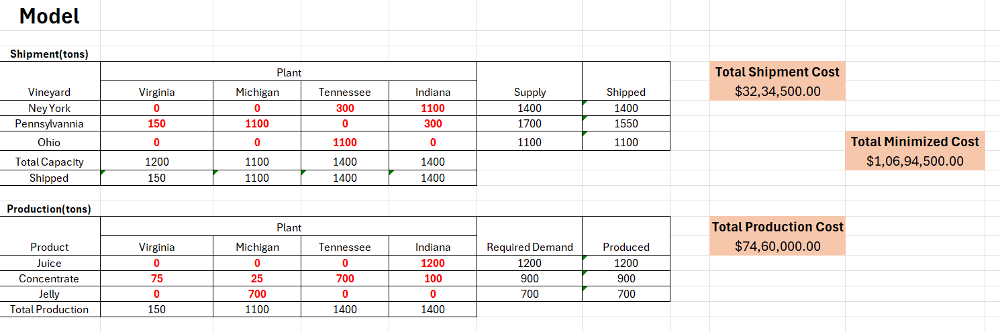 Model
Shipment(tons)
Plant
Vineyard Virginia Michigan Tennessee Indiana Supply Shipped
Ney York 0 0 300 1100 1400 1400
Pennsylvannia 150 1100 0 300 1700 1550
Ohio 0 0 1100 0 1100 1100
Total Capacity 1200 1100 1400 1400
Shipped 150 1100 1400 1400
Total Shipment Cost
$32,34,500.00
Total Minimized Cost
$1,06,94,500.00
Production(tons)
Plant
Product Virginia Michigan Tennessee Indiana Required Demand Produced
Juice 0 0 0 1200 1200 1200
Concentrate 75 25 700 100 900 900
Jelly 0 700 0 0 700 700
Total Production 150 1100 1400 1400
Total Production Cost
$74,60,000.00